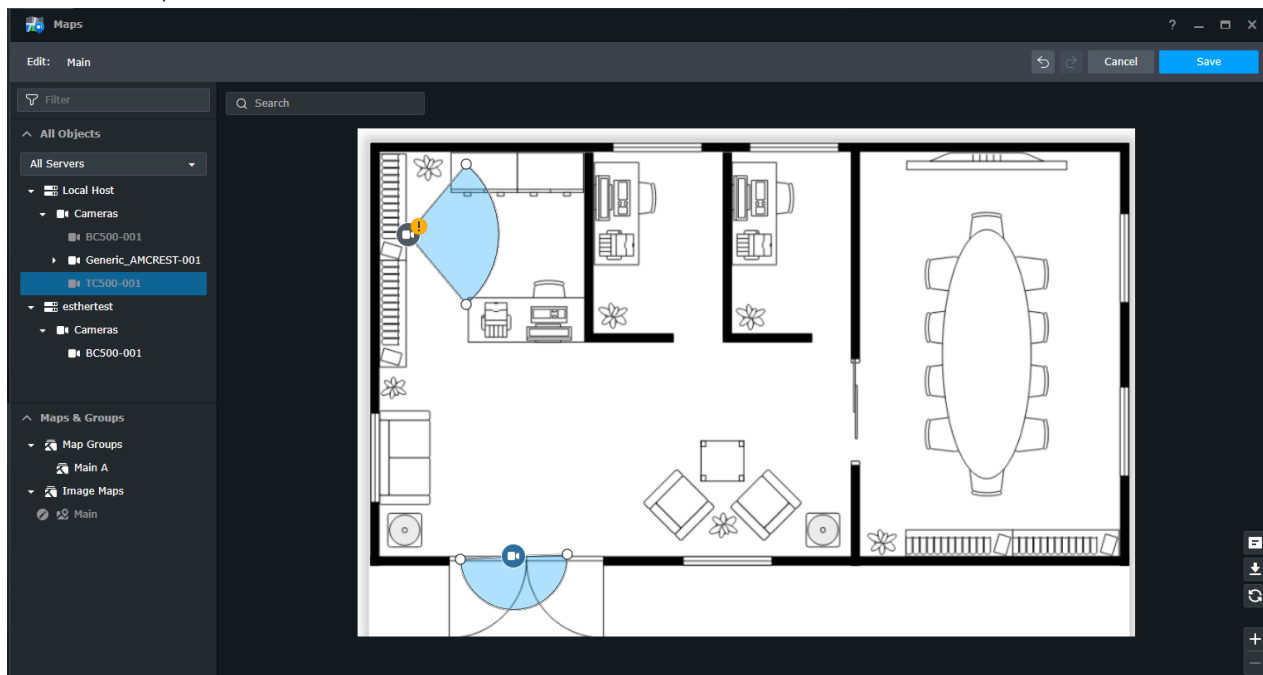 Maps
?
Edit: Main
Cancel
Save
Filter
Search
All Objects
All Servers
Local Host
Cameras
BC500-001
Generic_AMCREST-001
TC500-001
esthertest
Cameras
BC500-001
Maps & Groups
Map Groups
Main A
Image Maps
Main